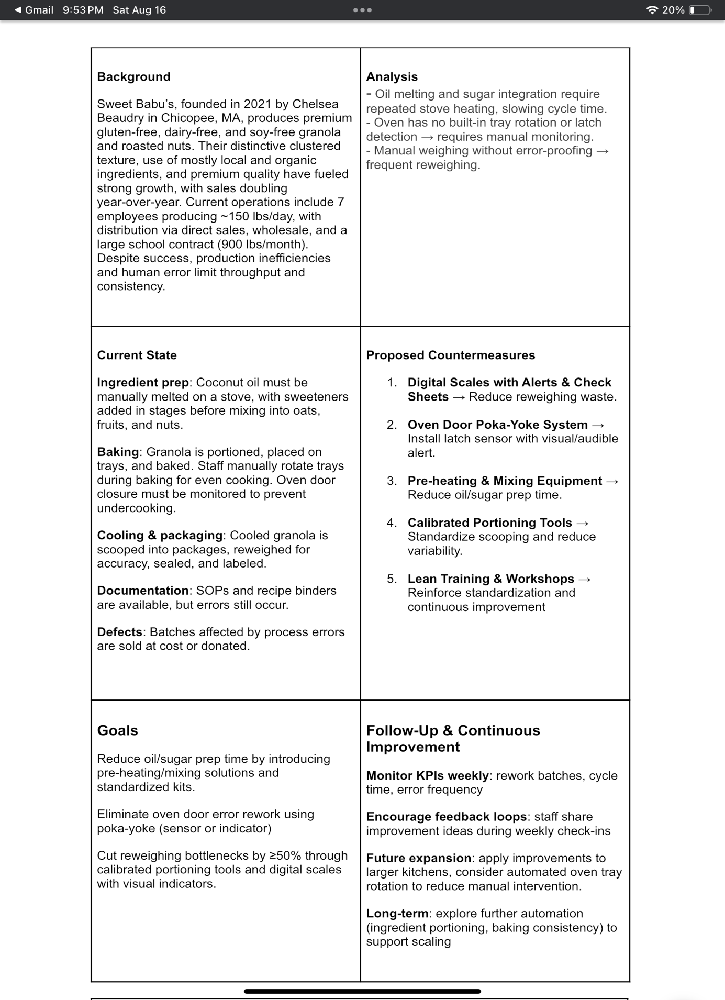 Gmail 9:53 PM Sat Aug 16
20%
Background
Sweet Babu’s, founded in 2021 by Chelsea
Beaudry in Chicopee, MA, produces premium
gluten-free, dairy-free, and soy-free granola
and roasted nuts. Their distinctive clustered
texture, use of mostly local and organic
ingredients, and premium quality have fueled
strong growth, with sales doubling
year-over-year. Current operations include 7
employees producing ~150 lbs/day, with
distribution via direct sales, wholesale, and a
large school contract (900 lbs/month).
Despite success, production inefficiencies
and human error limit throughput and
consistency.
Analysis
- Oil melting and sugar integration require
repeated stove heating, slowing cycle time.
- Oven has no built-in tray rotation or latch
detection → requires manual monitoring.
- Manual weighing without error-proofing →
frequent reweighing.
Current State
Ingredient prep: Coconut oil must be
manually melted on a stove, with sweeteners
added in stages before mixing into oats,
fruits, and nuts.
Baking: Granola is portioned, placed on
trays, and baked. Staff manually rotate trays
during baking for even cooking. Oven door
closure must be monitored to prevent
undercooking.
Cooling & packaging: Cooled granola is
scooped into packages, reweighed for
accuracy, sealed, and labeled.
Documentation: SOPs and recipe binders
are available, but errors still occur.
Defects: Batches affected by process errors
are sold at cost or donated.
Proposed Countermeasures
1. Digital Scales with Alerts & Check
Sheets → Reduce reweighing waste.
2. Oven Door Poka-Yoke System →
Install latch sensor with visual/audible
alert.
3. Pre-heating & Mixing Equipment →
Reduce oil/sugar prep time.
4. Calibrated Portioning Tools →
Standardize scooping and reduce
variability.
5. Lean Training & Workshops →
Reinforce standardization and
continuous improvement
Goals
Reduce oil/sugar prep time by introducing
pre-heating/mixing solutions and
standardized kits.
Eliminate oven door error rework using
poka-yoke (sensor or indicator)
Cut reweighing bottlenecks by ≥50% through
calibrated portioning tools and digital scales
with visual indicators.
Follow-Up & Continuous
Improvement
Monitor KPIs weekly: rework batches, cycle
time, error frequency
Encourage feedback loops: staff share
improvement ideas during weekly check-ins
Future expansion: apply improvements to
larger kitchens, consider automated oven tray
rotation to reduce manual intervention.
Long-term: explore further automation
(ingredient portioning, baking consistency) to
support scaling